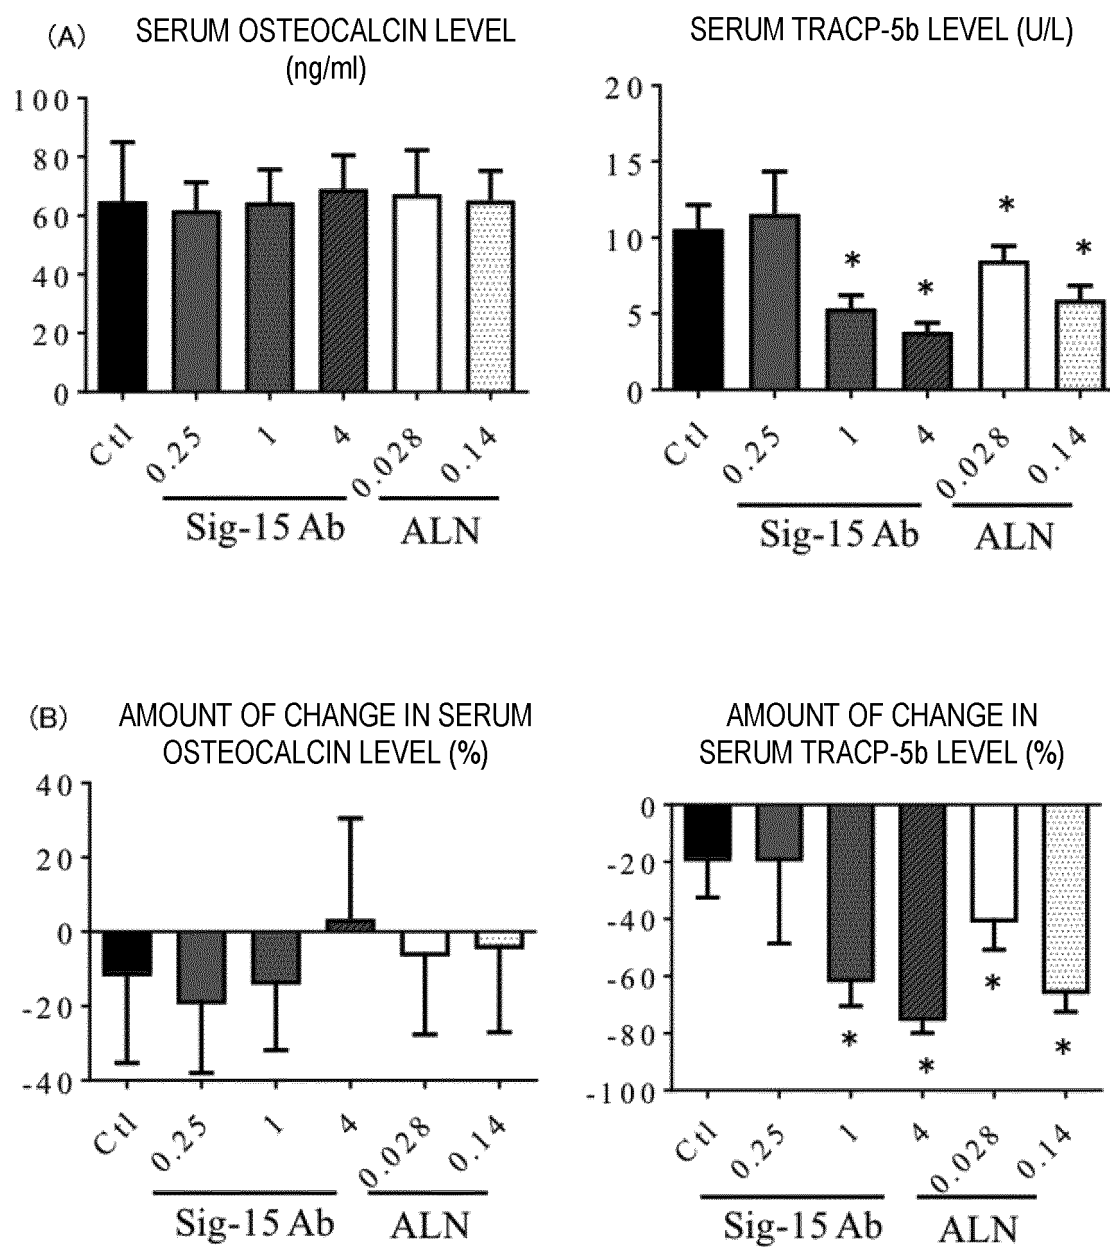 (A)
SERUM OSTEOCALCIN LEVEL
(ng/ml)
100
80
60
40
20
0
Ctl
0.25
1
4
0.028
0.14
Sig-15 Ab
ALN
SERUM TRACP-5b LEVEL (U/L)
20
15
10
5
0
*
*
*
*
Ctl
0.25
1
4
0.028
0.14
Sig-15 Ab
ALN
(B)
AMOUNT OF CHANGE IN SERUM
OSTEOCALCIN LEVEL (%)
40
20
0
-20
-40
Ctl
0.25
1
4
0.028
0.14
Sig-15 Ab
ALN
AMOUNT OF CHANGE IN
SERUM TRACP-5b LEVEL (%)
0
-20
-40
-60
-80
-100
*
*
*
*
Ctl
0.25
1
4
0.028
0.14
Sig-15 Ab
ALN